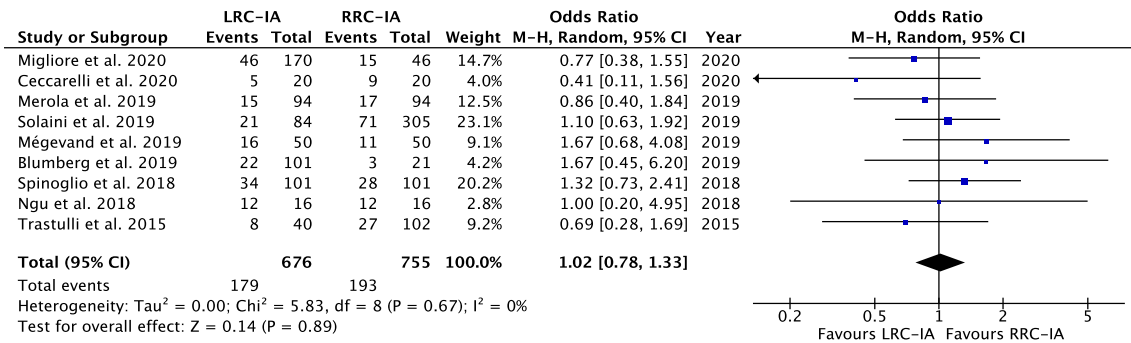 LRC-IA RRC-IA Odds Ratio Odds Ratio
Study or Subgroup Events Total Events Total Weight M-H, Random, 95% CI Year M-H, Random, 95% CI
Migliore et al. 2020 46 170 15 46 14.7% 0.77 [0.38, 1.55] 2020
Ceccarelli et al. 2020 5 20 9 20 4.0% 0.41 [0.11, 1.56] 2020
Merola et al. 2019 15 94 17 94 12.5% 0.86 [0.40, 1.84] 2019
Solaini et al. 2019 21 84 71 305 23.1% 1.10 [0.63, 1.92] 2019
Mégevand et al. 2019 16 50 11 50 9.1% 1.67 [0.68, 4.08] 2019
Blumberg et al. 2019 22 101 3 21 4.2% 1.67 [0.45, 6.20] 2019
Spinoglio et al. 2018 34 101 28 101 20.2% 1.32 [0.73, 2.41] 2018
Ngu et al. 2018 12 16 12 16 2.8% 1.00 [0.20, 4.95] 2018
Trastulli et al. 2015 8 40 27 102 9.2% 0.69 [0.28, 1.69] 2015
Total (95% CI) 676 755 100.0% 1.02 [0.78, 1.33]
Total events 179 193
Heterogeneity: Tau² = 0.00; Chi² = 5.83, df = 8 (P = 0.67); I² = 0%
Test for overall effect: Z = 0.14 (P = 0.89)
0.2 0.5 1 2 5
Favours LRC-IA Favours RRC-IA